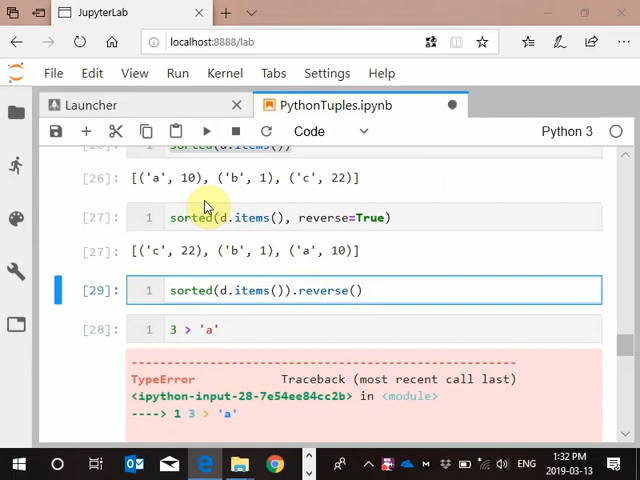 JupyterLab
localhost:8888/lab
File Edit View Run Kernel Tabs Settings Help
Launcher PythonTuples.ipynb
Code Python 3
sorted(d.items())
[26]: [('a', 10), ('b', 1), ('c', 22)]
[27]: 1 sorted(d.items(), reverse=True)
[27]: [('c', 22), ('b', 1), ('a', 10)]
[29]: 1 sorted(d.items()).reverse()
[28]: 1 3 > 'a'
---------------------------------------------------------------------------
TypeError Traceback (most recent call last)
<ipython-input-28-7e54ee84cc2b> in <module>
----> 1 3 > 'a'
ENG 1:32 PM
2019-03-13